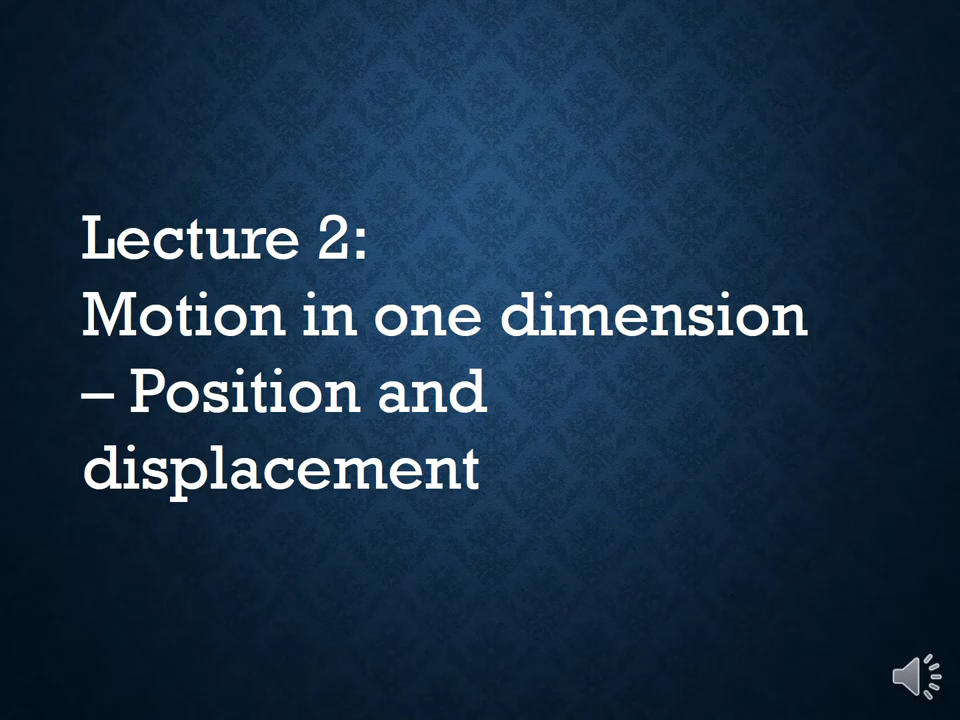 Lecture 2:
Motion in one dimension
– Position and
displacement